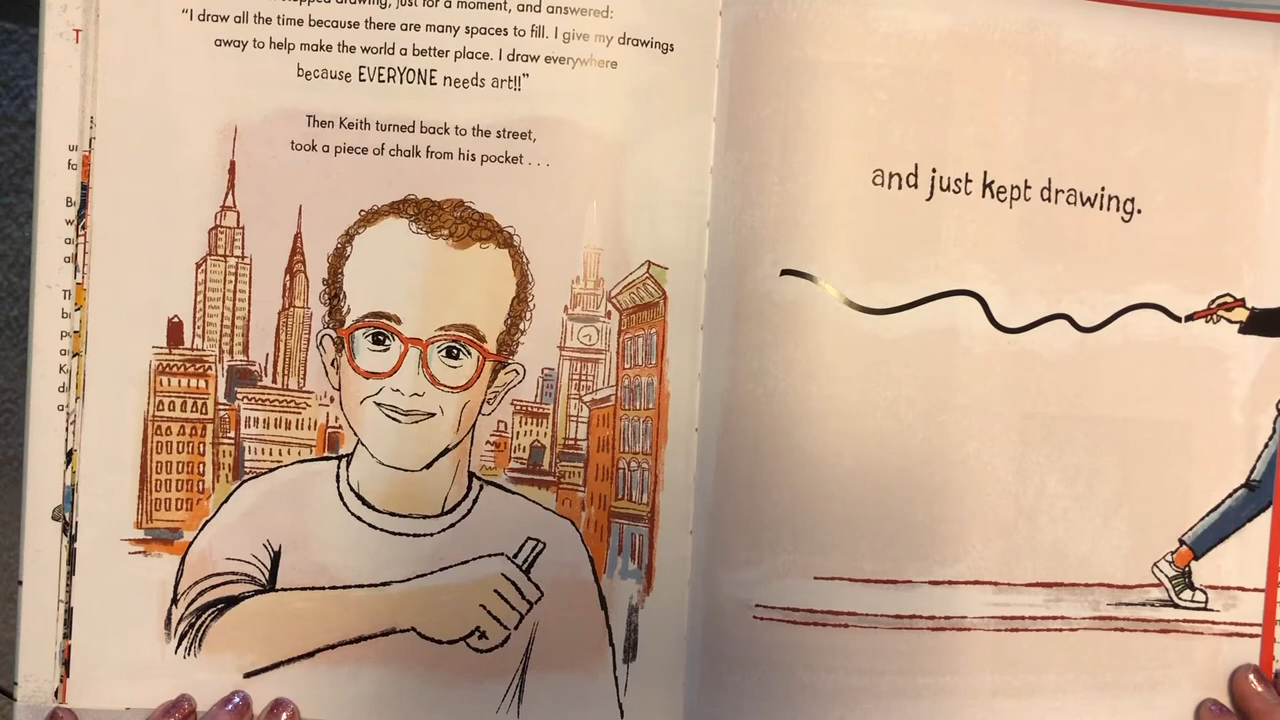 drawing, just for a moment, and answered:
“I draw all the time because there are many spaces to fill. I give my drawings
away to help make the world a better place. I draw everywhere
because EVERYONE needs art!!”
Then Keith turned back to the street,
took a piece of chalk from his pocket . . .
and just kept drawing.